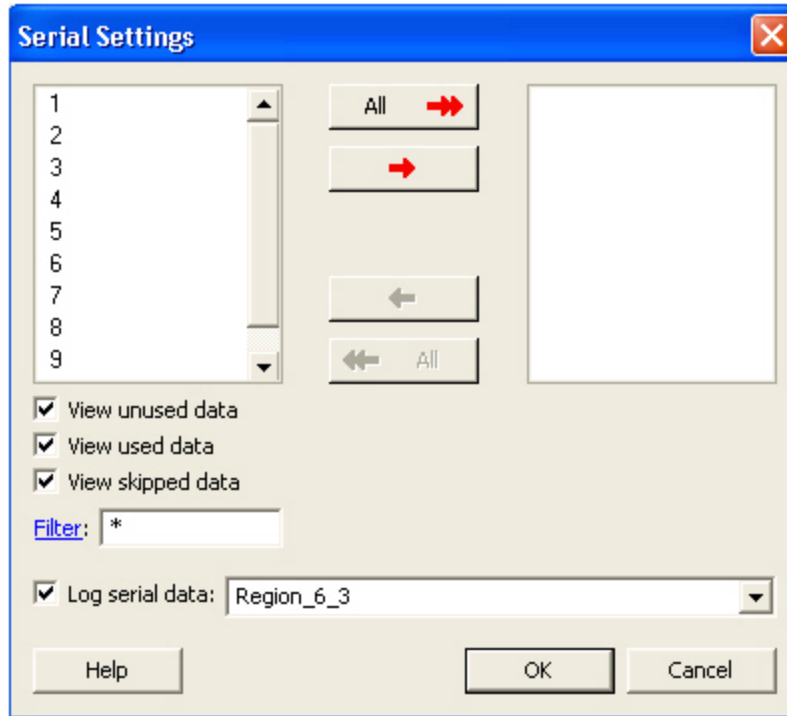 Serial Settings
1
2
3
4
5
6
7
8
9
All
All
View unused data
View used data
View skipped data
Filter: *
Log serial data: Region_6_3
Help OK Cancel